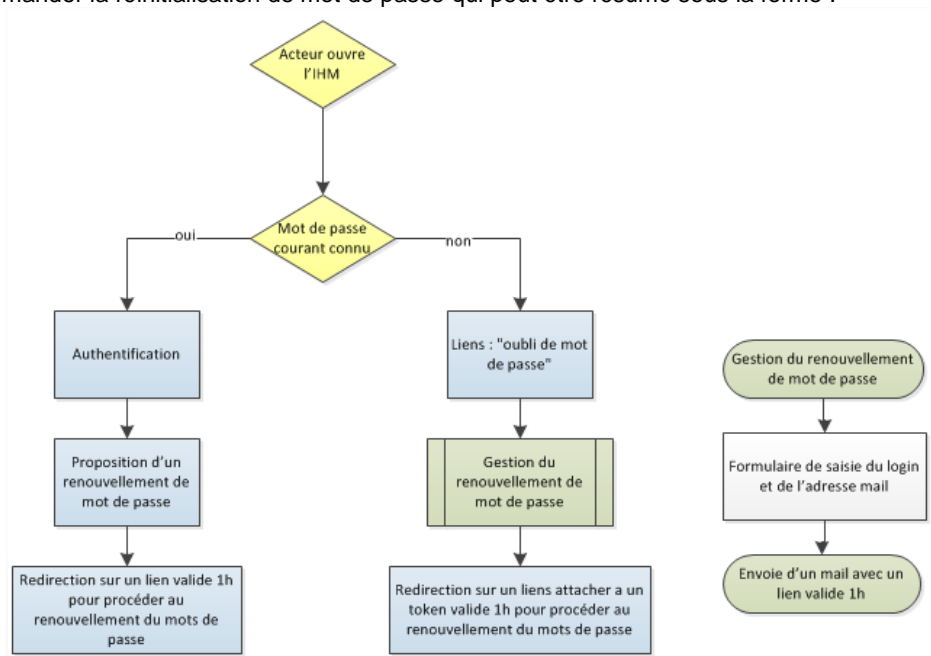 mander la réinitialisation de mot de passe qui peut être résumé sous la forme :
Acteur ouvre
l'IHM
Mot de passe
courant connu
oui
non
Authentification
Liens : "oubli de mot
de passe"
Gestion du renouvellement
de mot de passe
Proposition d'un
renouvellement de
mot de passe
Gestion du
renouvellement de
mot de passe
Formulaire de saisie du login
et de l'adresse mail
Redirection sur un lien valide 1h
pour procéder au
renouvellement du mots de
passe
Redirection sur un liens attacher a un
token valide 1h pour procéder au
renouvellement du mots de passe
Envoie d'un mail avec un
lien valide 1h